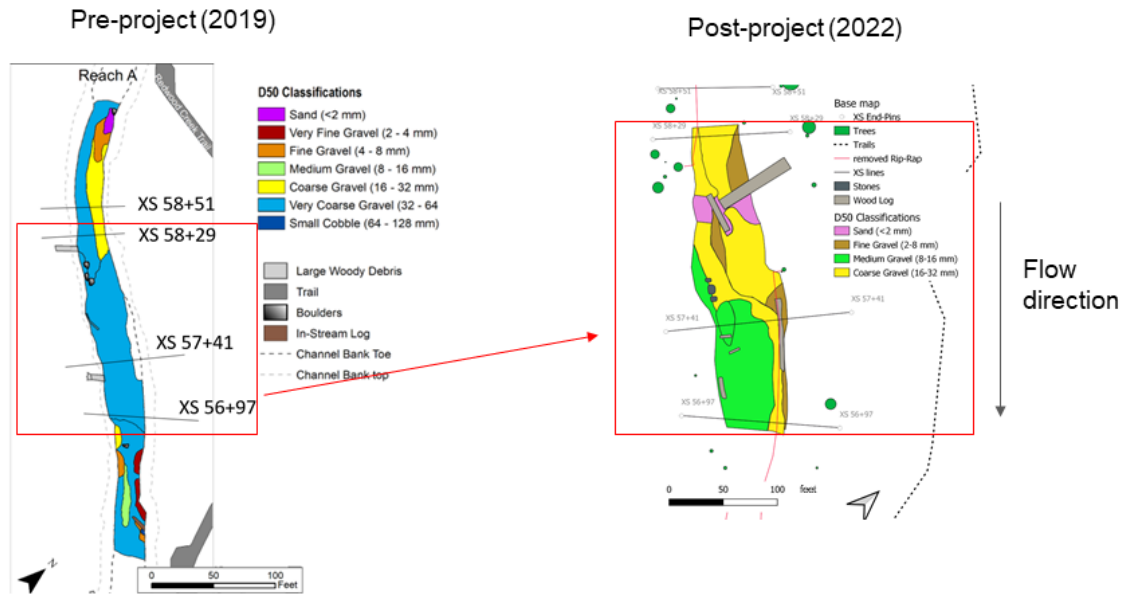 Pre-project (2019)
Post-project (2022)
Reach A
Redwood Creek Trail
D50 Classifications
Sand (<2 mm)
Very Fine Gravel (2 - 4 mm)
Fine Gravel (4 - 8 mm)
Medium Gravel (8 - 16 mm)
Coarse Gravel (16 - 32 mm)
Very Coarse Gravel (32 - 64
Small Cobble (64 - 128 mm)
Large Woody Debris
Trail
Boulders
In-Stream Log
Channel Bank Toe
Channel Bank top
XS 58+51
XS 58+29
XS 57+41
XS 56+97
N
0 50 100
Feet
XS 58+51
XS 58+29
XS 57+41
XS 56+97
Base map
XS End-Pins
Trees
Trails
removed Rip-Rap
XS lines
Stones
Wood Log
D50 Classifications
Sand (<2 mm)
Fine Gravel (2-8 mm)
Medium Gravel (8-16 mm)
Coarse Gravel (16-32 mm)
0 50 100 feet
Flow
direction